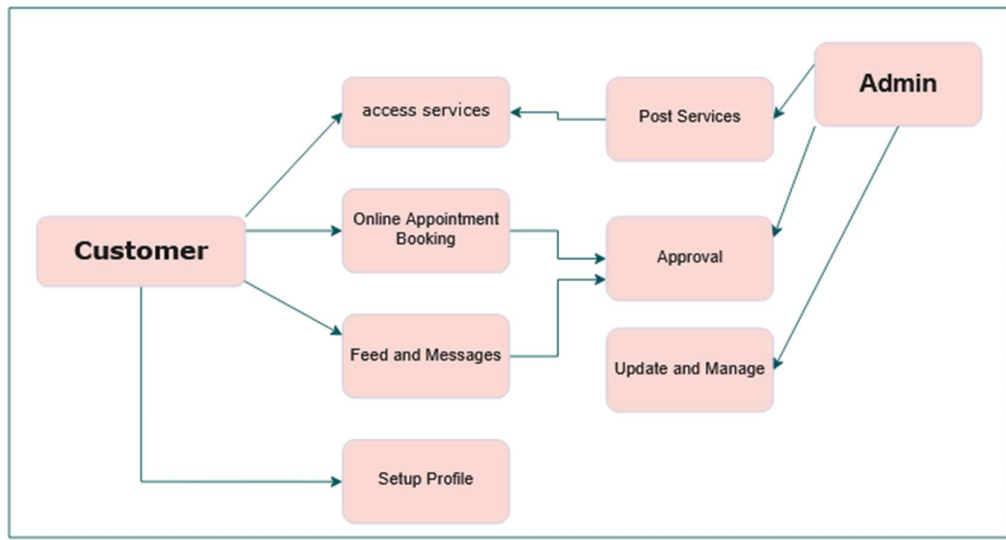 Admin
access services
Post Services
Online Appointment
Booking
Customer
Approval
Feed and Messages
Update and Manage
Setup Profile